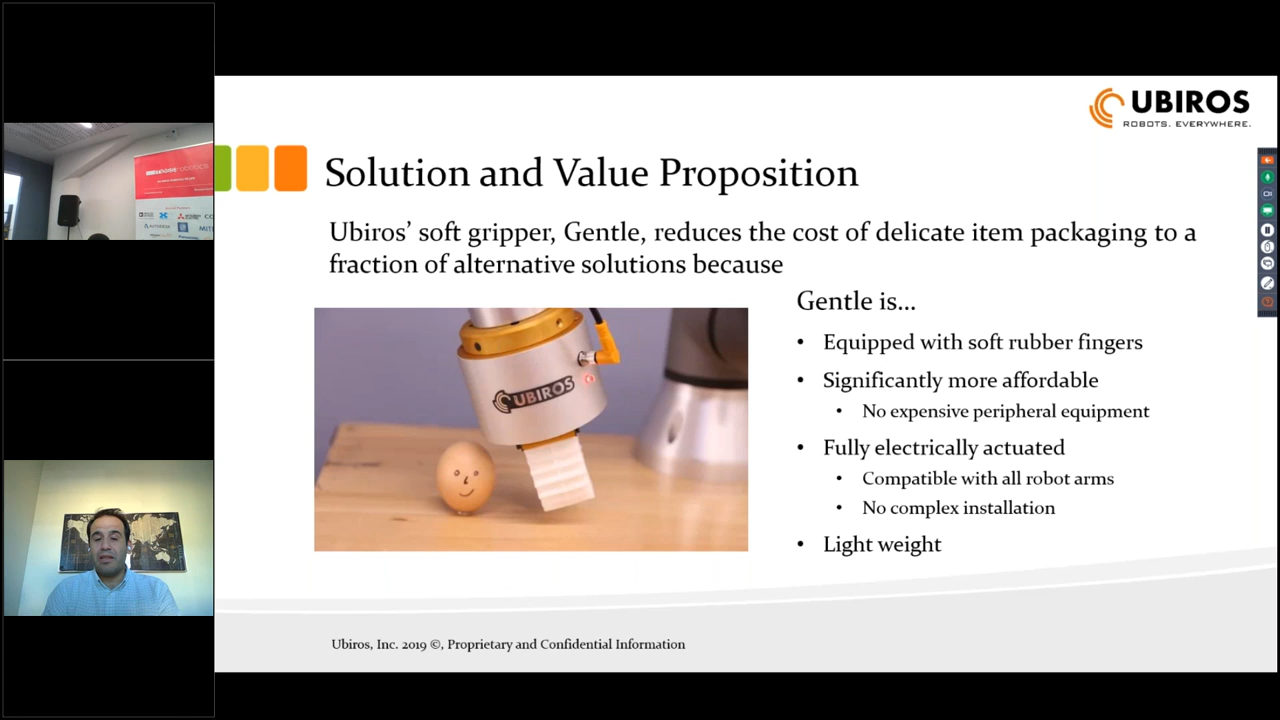 UBIROS
ROBOTS. EVERYWHERE.
Solution and Value Proposition
Ubiros’ soft gripper, Gentle, reduces the cost of delicate item packaging to a
fraction of alternative solutions because
Gentle is...
• Equipped with soft rubber fingers
• Significantly more affordable
• No expensive peripheral equipment
• Fully electrically actuated
• Compatible with all robot arms
• No complex installation
• Light weight
UBIROS
Ubiros, Inc. 2019 ©, Proprietary and Confidential Information